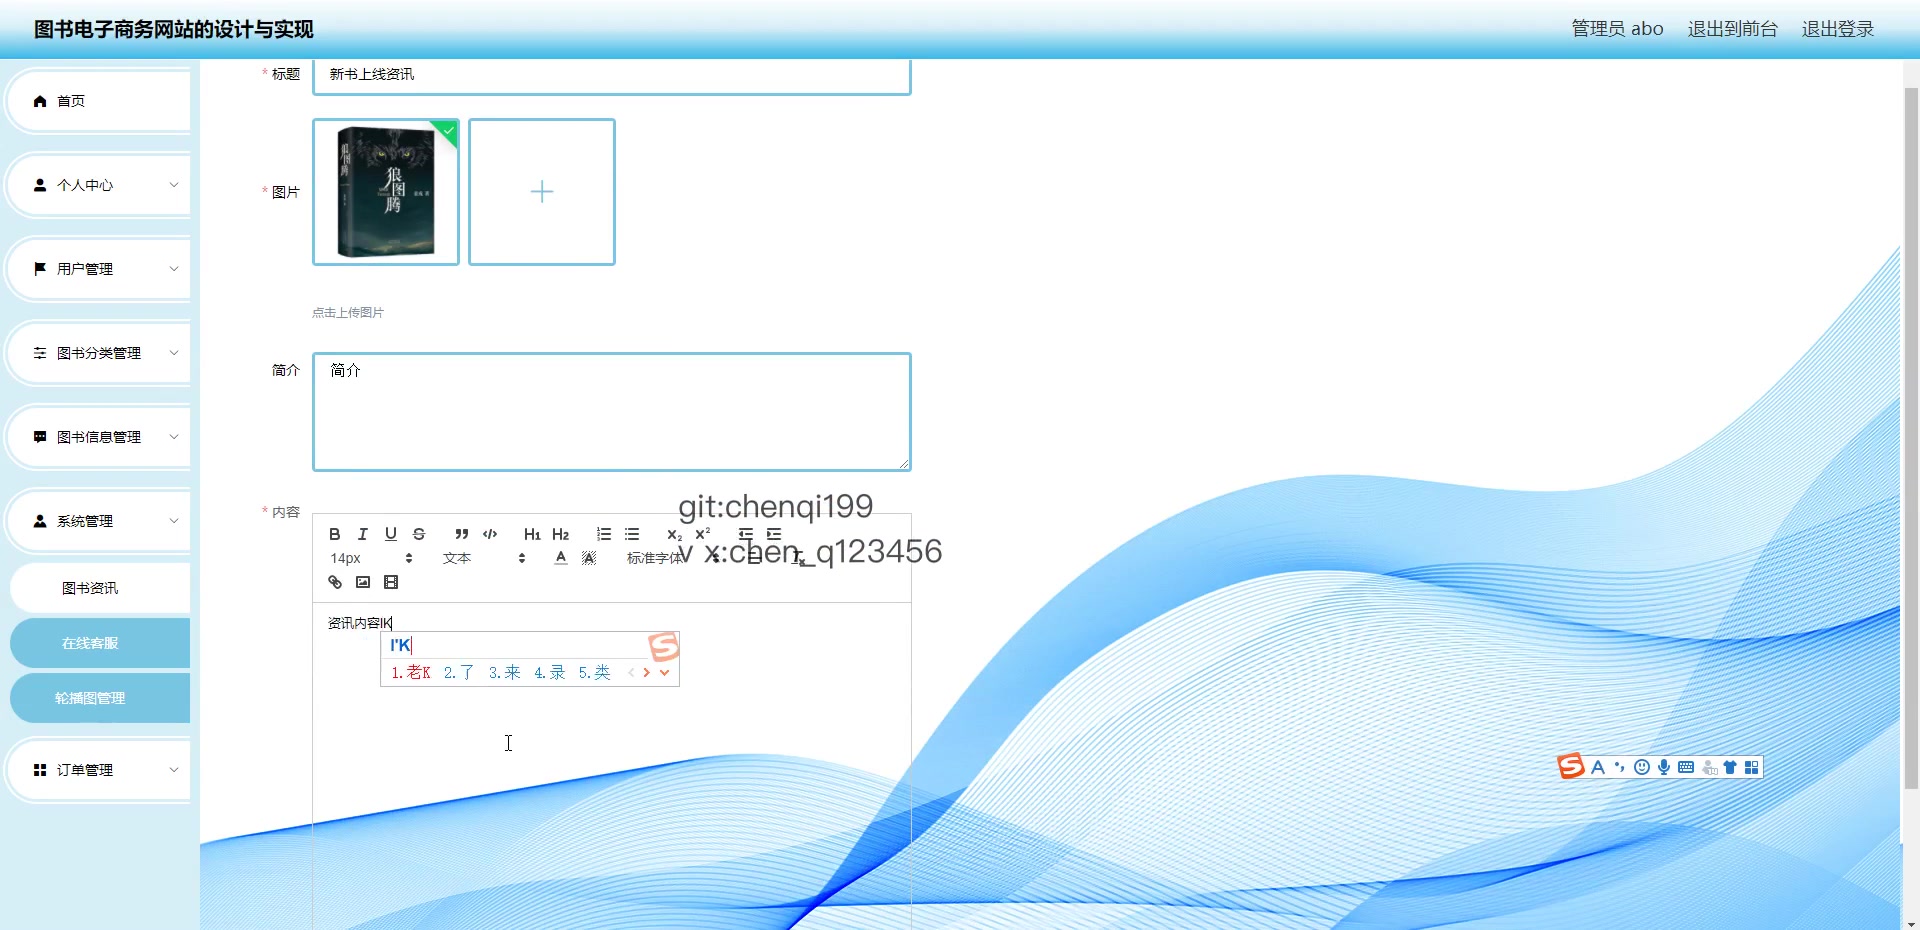 图书电子商务网站的设计与实现
管理员 abo 退出到前台 退出登录
首页
个人中心
用户管理
图书分类管理
图书信息管理
系统管理
图书资讯
在线客服
轮播图管理
订单管理
* 标题 新书上线资讯
* 图片
狼图腾
点击上传图片
简介 简介
* 内容
git:chenqi199
v x:chen_q123456
B I U S H1 H2 x2 x2
14px 文本 A A 标准字体 Tx
资讯内容lK
l'K
1.老K 2.了 3.来 4.录 5.类